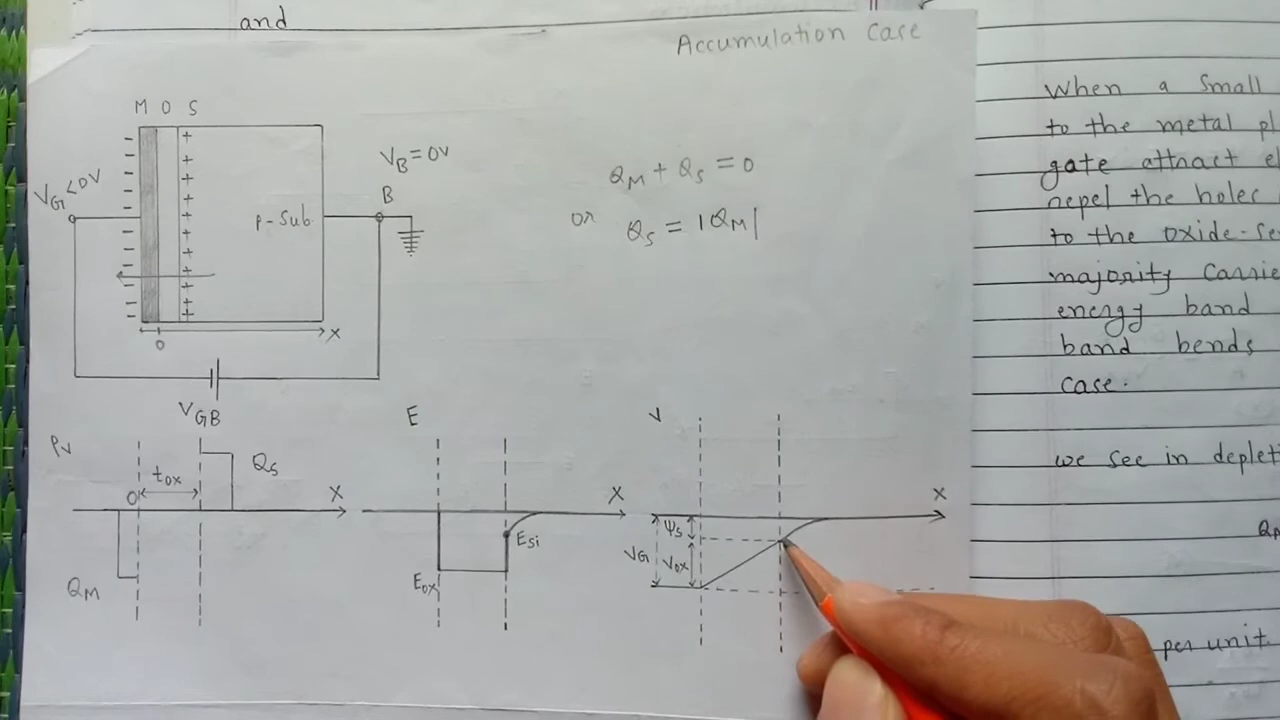 and
Accumulation Case
M O S
VG<0V
VB=0V
B
P-Sub.
x
0
VGB
QM + QS = 0
or QS = |QM|
ρv
tox
QS
x
0
QM
E
x
ESi
Eox
V
x
ψS
VG
Vox
When a small
to the metal
gate attract
repel the holes
to the oxide-
majority
energy band
band bends
case.
we see in
per unit